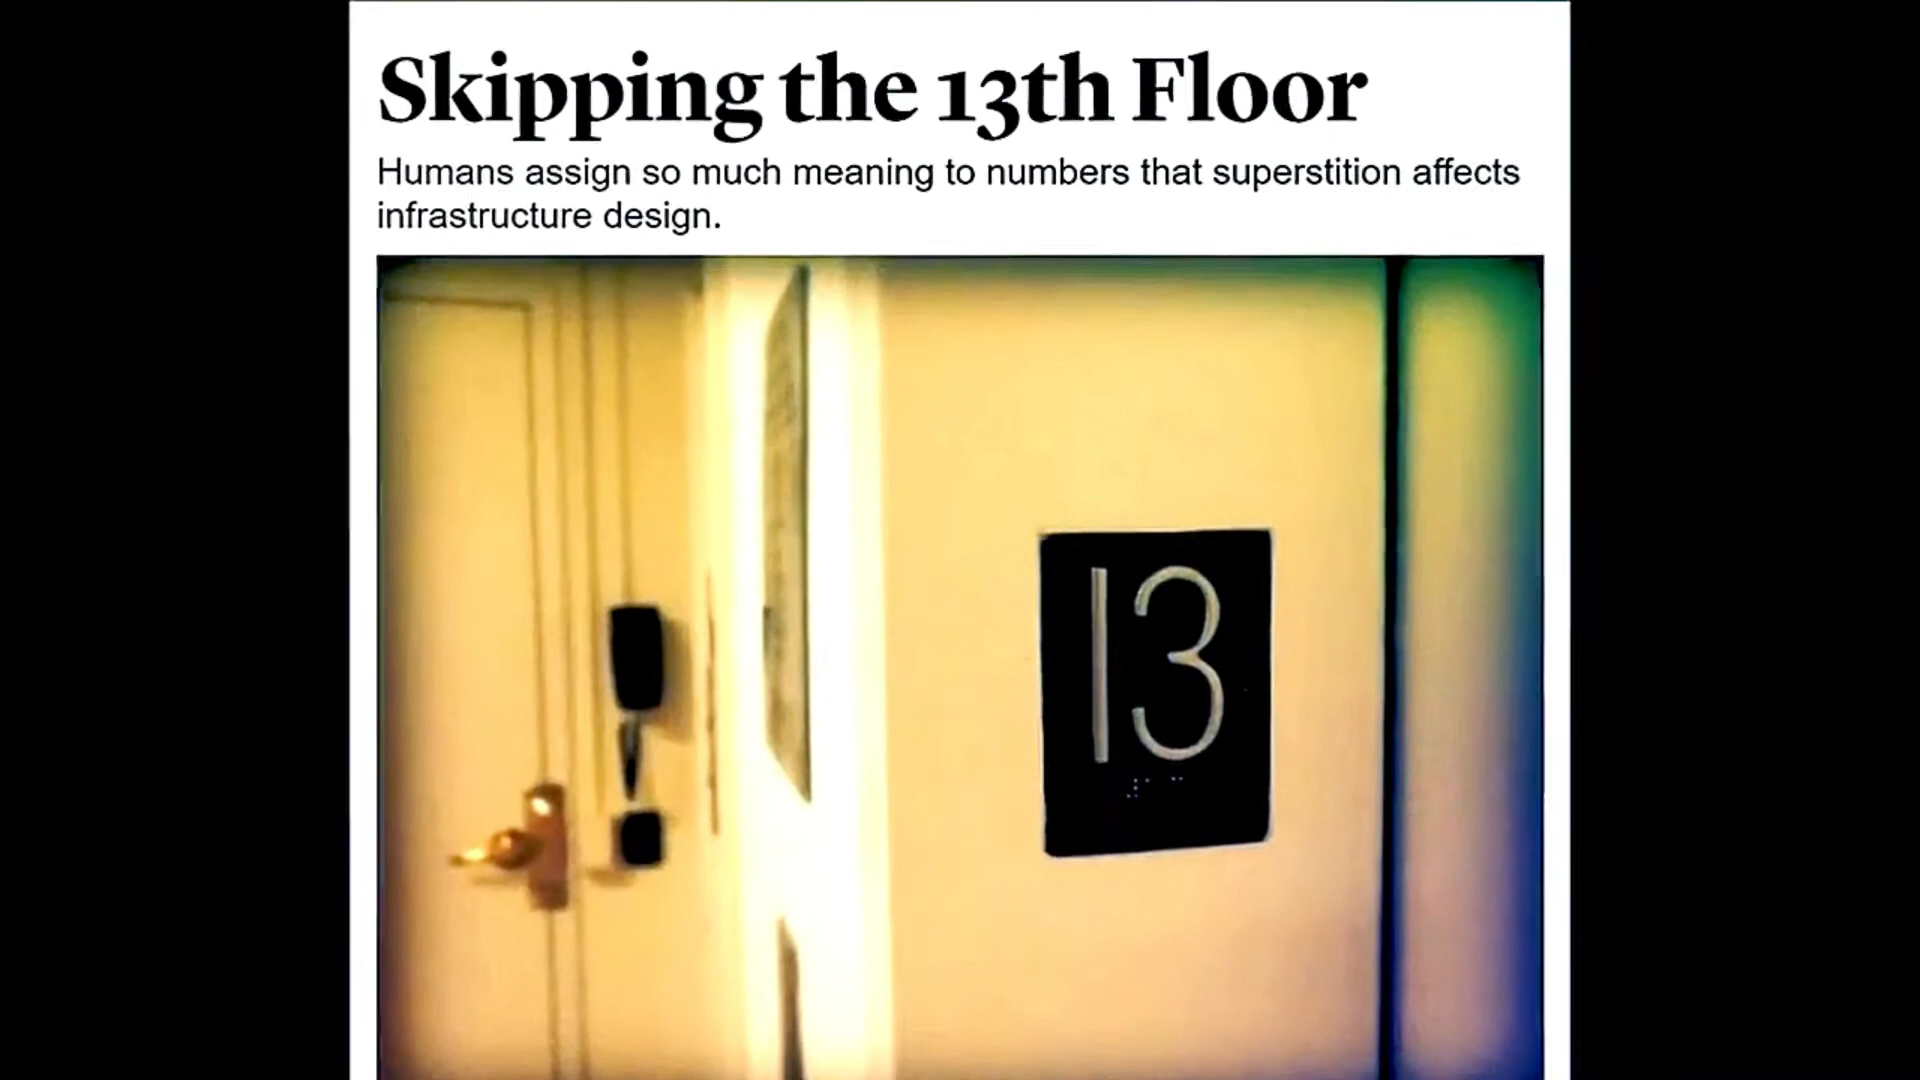 Skipping the 13th Floor
Humans assign so much meaning to numbers that superstition affects
infrastructure design.
13